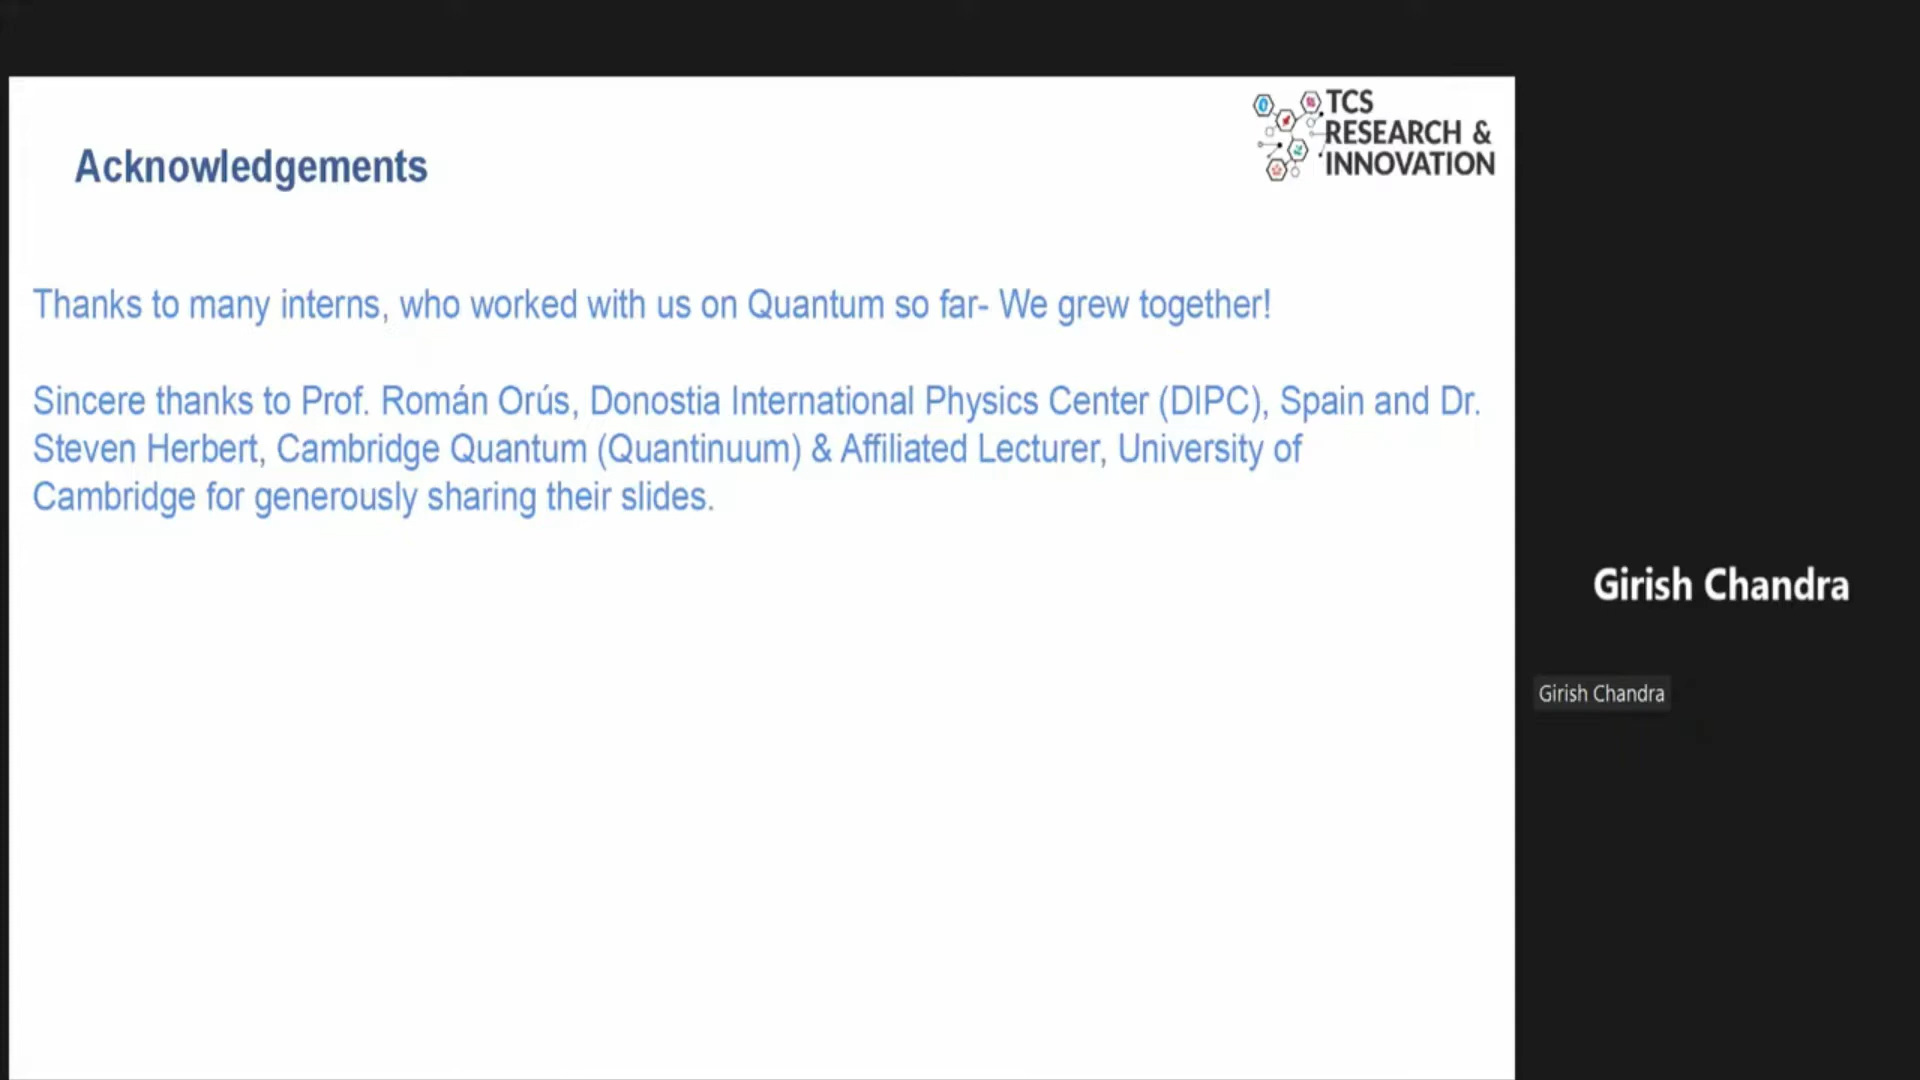 TCS
RESEARCH &
INNOVATION
Acknowledgements
Thanks to many interns, who worked with us on Quantum so far- We grew together!
Sincere thanks to Prof. Román Orús, Donostia International Physics Center (DIPC), Spain and Dr.
Steven Herbert, Cambridge Quantum (Quantinuum) & Affiliated Lecturer, University of
Cambridge for generously sharing their slides.
Girish Chandra
Girish Chandra